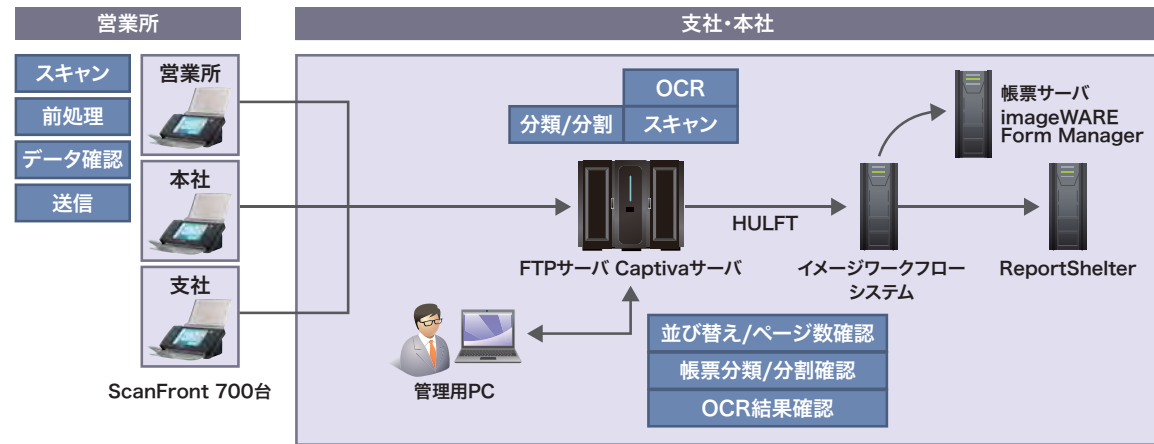 営業所
支社・本社
スキャン
前処理
データ確認
送信
営業所
本社
支社
ScanFront 700台
OCR
分類/分割
スキャン
FTPサーバ Captivaサーバ
HULFT
イメージワークフロー
システム
帳票サーバ
imageWARE
Form Manager
ReportShelter
管理用PC
並び替え/ページ数確認
帳票分類/分割確認
OCR結果確認